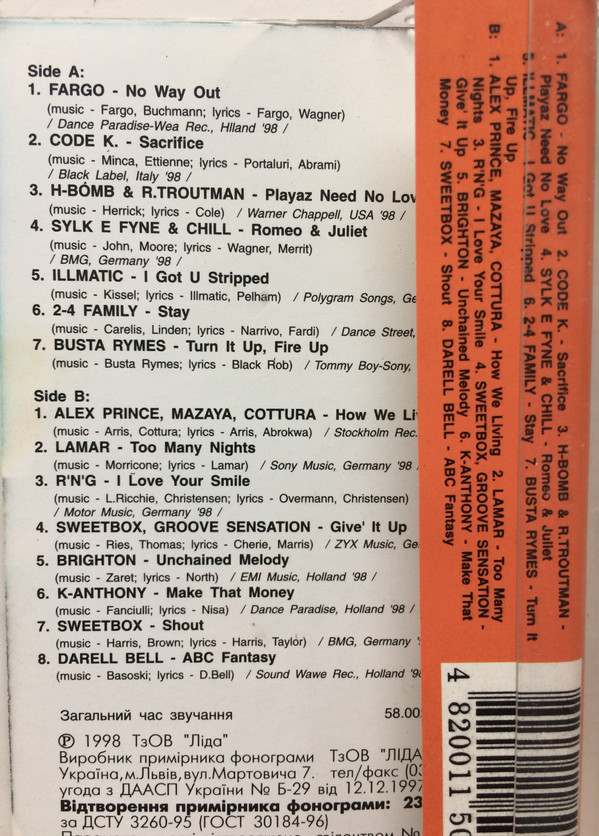 Side A:
1. FARGO - No Way Out
(music - Fargo, Buchmann; lyrics - Fargo, Wagner)
/ Dance Paradise-Wea Rec., Hlland '98 /
2. CODE K. - Sacrifice
(music - Minca, Ettienne; lyrics - Portaluri, Abrami)
/ Black Label, Italy '98 /
3. H-BOMB & R.TROUTMAN - Playaz Need No Lov
(music - Herrick; lyrics - Cole) / Warner Chappell, USA '98 /
4. SYLK E FYNE & CHILL - Romeo & Juliet
(music - John, Moore; lyrics - Wagner, Merrit)
/ BMG, Germany '98 /
5. ILLMATIC - I Got U Stripped
(music - Kissel; lyrics - Illmatic, Pelham) / Polygram Songs, Ge
6. 2-4 FAMILY - Stay
(music - Carelis, Linden; lyrics - Narrivo, Fardi) / Dance Street,
7. BUSTA RYMES - Turn It Up, Fire Up
(music - Busta Rymes; lyrics - Black Rob) / Tommy Boy-Sony,
Side B:
1. ALEX PRINCE, MAZAYA, COTTURA - How We Li
(music - Arris, Cottura; lyrics - Arris, Abrokwa) / Stockholm Rec.
2. LAMAR - Too Many Nights
(music - Morricone; lyrics - Lamar) / Sony Music, Germany '98
3. R'N'G - I Love Your Smile
(music - L.Ricchie, Christensen; lyrics - Overmann, Christensen)
/ Motor Music, Germany '98 /
4. SWEETBOX, GROOVE SENSATION - Give' It Up
(music - Ries, Thomas; lyrics - Cherie, Marris) / ZYX Music, Ge
5. BRIGHTON - Unchained Melody
(music - Zaret; lyrics - North) / EMI Music, Holland '98 /
6. K-ANTHONY - Make That Money
(music - Fanciulli; lyrics - Nisa) / Dance Paradise, Holland '98 /
7. SWEETBOX - Shout
(music - Harris, Brown; lyrics - Harris, Taylor) / BMG, Germany '
8. DARELL BELL - ABC Fantasy
(music - Basoski; lyrics - D.Bell) / Sound Wawe Rec., Holland '9
Загальний час звучання 58.00
℗ 1998 ТзОВ "Ліда"
Виробник примірника фонограми ТзОВ "ЛІДА
Україна,м.Львів,вул.Мартовича 7. тел/факс (03
угода з ДААСП України № Б-29 від 12.12.1997
Відтворення примірника фонограми: 23
за ДСТУ 3260-95 (ГОСТ 30184-96)
A: 1. FARGO - No Way Out 2. CODE K. - Sacrifice 3. H-BOMB & R.TROUTMAN -
Playaz Need No Love 4. SYLK E FYNE & CHILL - Romeo & Juliet
5. ILLMATIC - I Got U Stripped 6. 2-4 FAMILY - Stay 7. BUSTA RYMES - Turn It
Up, Fire Up
B: 1. ALEX PRINCE, MAZAYA, COTTURA - How We Living 2. LAMAR - Too Many
Nights 3. R'N'G - I Love Your Smile 4. SWEETBOX, GROOVE SENSATION -
Give' It Up 5. BRIGHTON - Unchained Melody 6. K-ANTHONY - Make That
Money 7. SWEETBOX - Shout 8. DARELL BELL - ABC Fantasy
4 820011 50